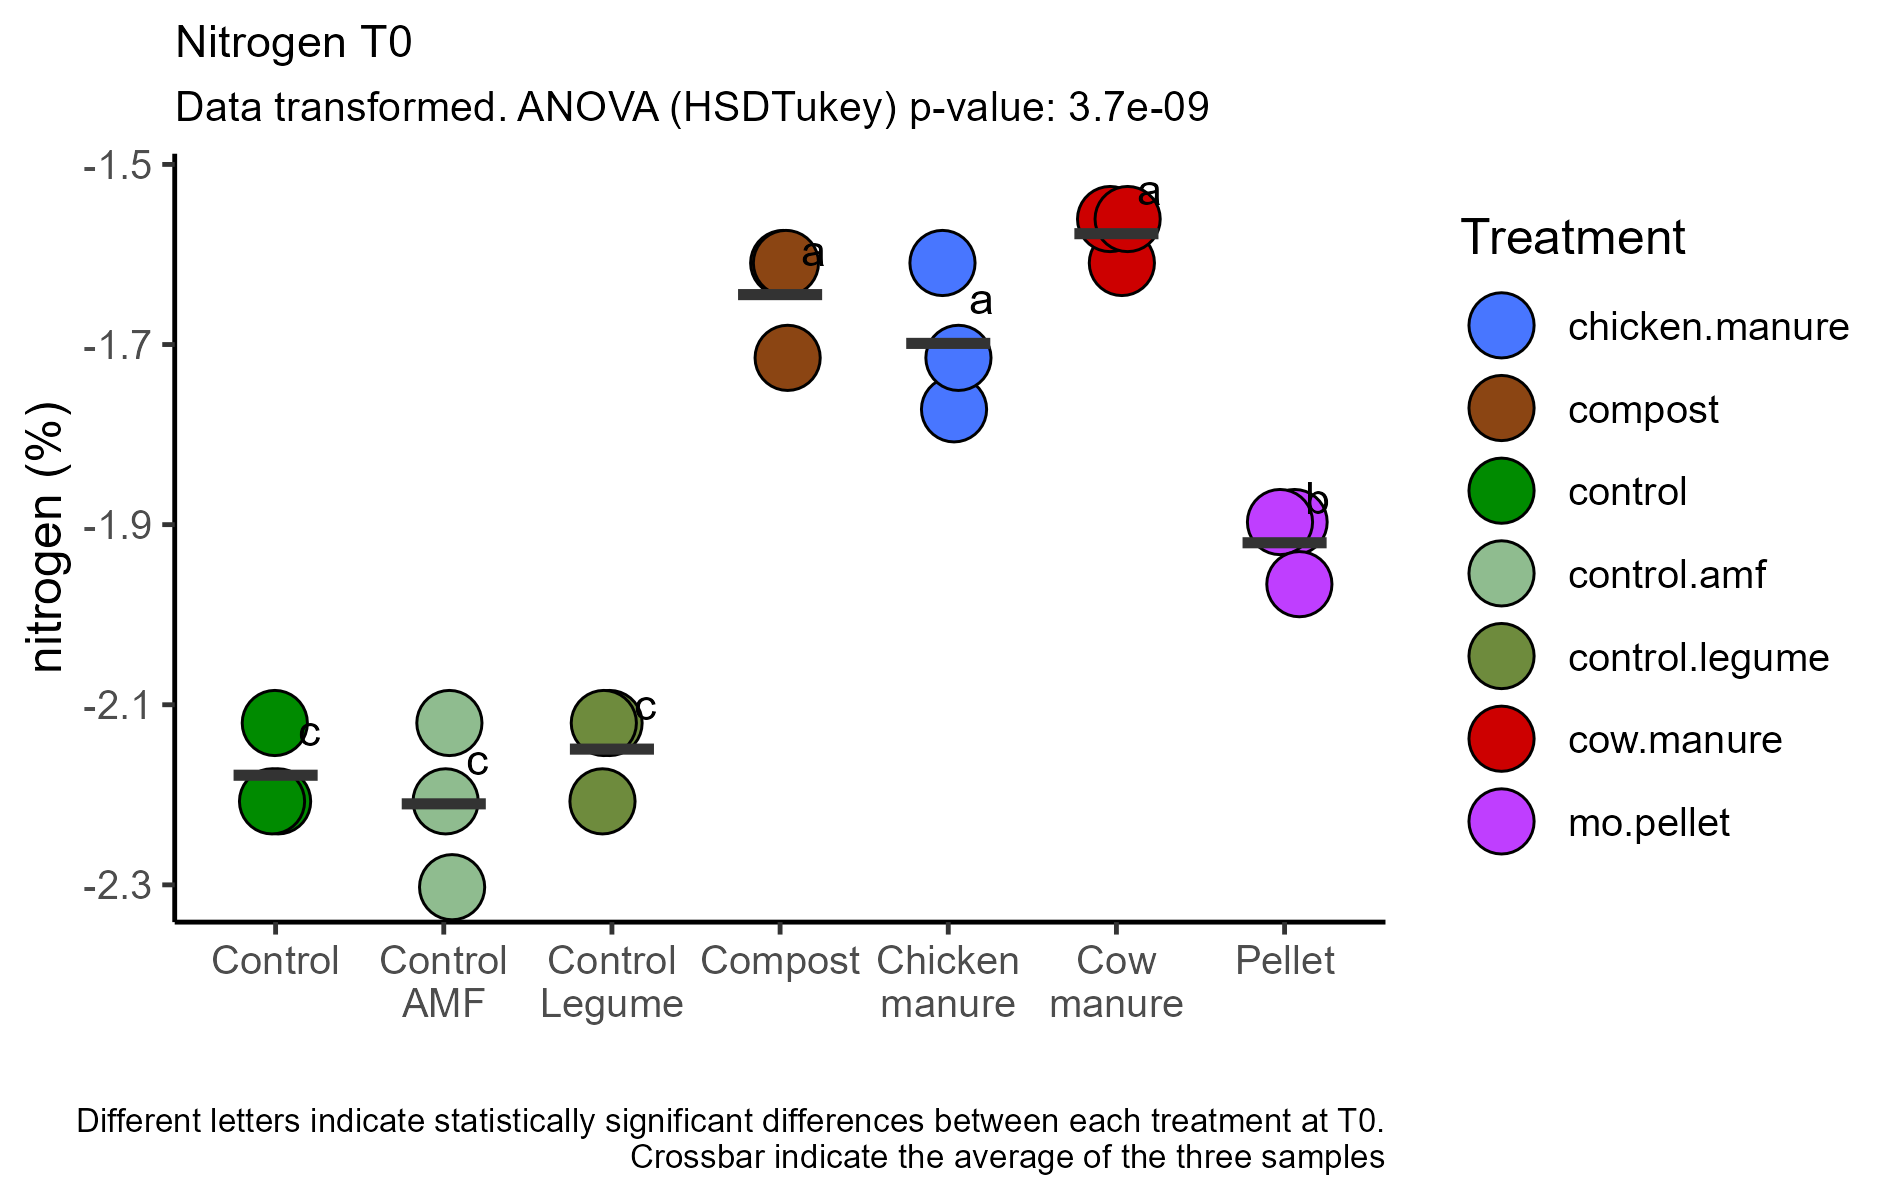 Nitrogen T0
Data transformed. ANOVA (HSDTukey) p-value: 3.7e-09
nitrogen (%)
-1.5
-1.7
-1.9
-2.1
-2.3
c
c
c
a
a
a
b
Control
Control
AMF
Control
Legume
Compost
Chicken
manure
Cow
manure
Pellet
Treatment
chicken.manure
compost
control
control.amf
control.legume
cow.manure
mo.pellet
Different letters indicate statistically significant differences between each treatment at T0.
Crossbar indicate the average of the three samples